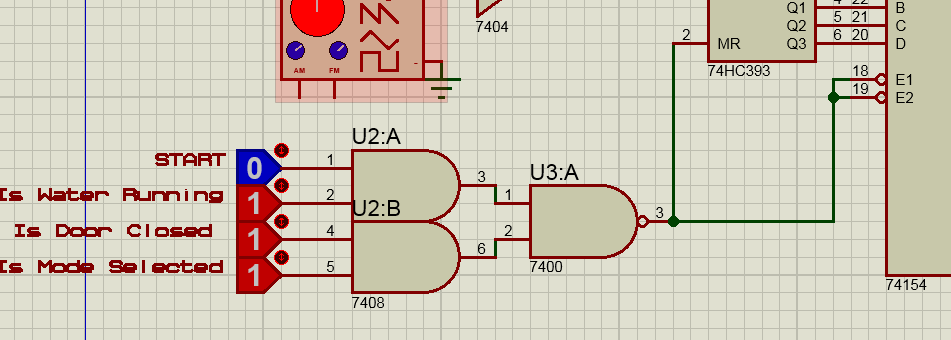 AM FM
7404
Q1 4 22 B
Q2 5 21 C
2 MR Q3 6 20 D
74HC393
18 E1
19 E2
U2:A
START 0 1
3
U3:A
Is Water Running 1 2
1
U2:B
Is Door Closed 1 4
2
3
6
Is Mode Selected 1 5
7400
7408
74154